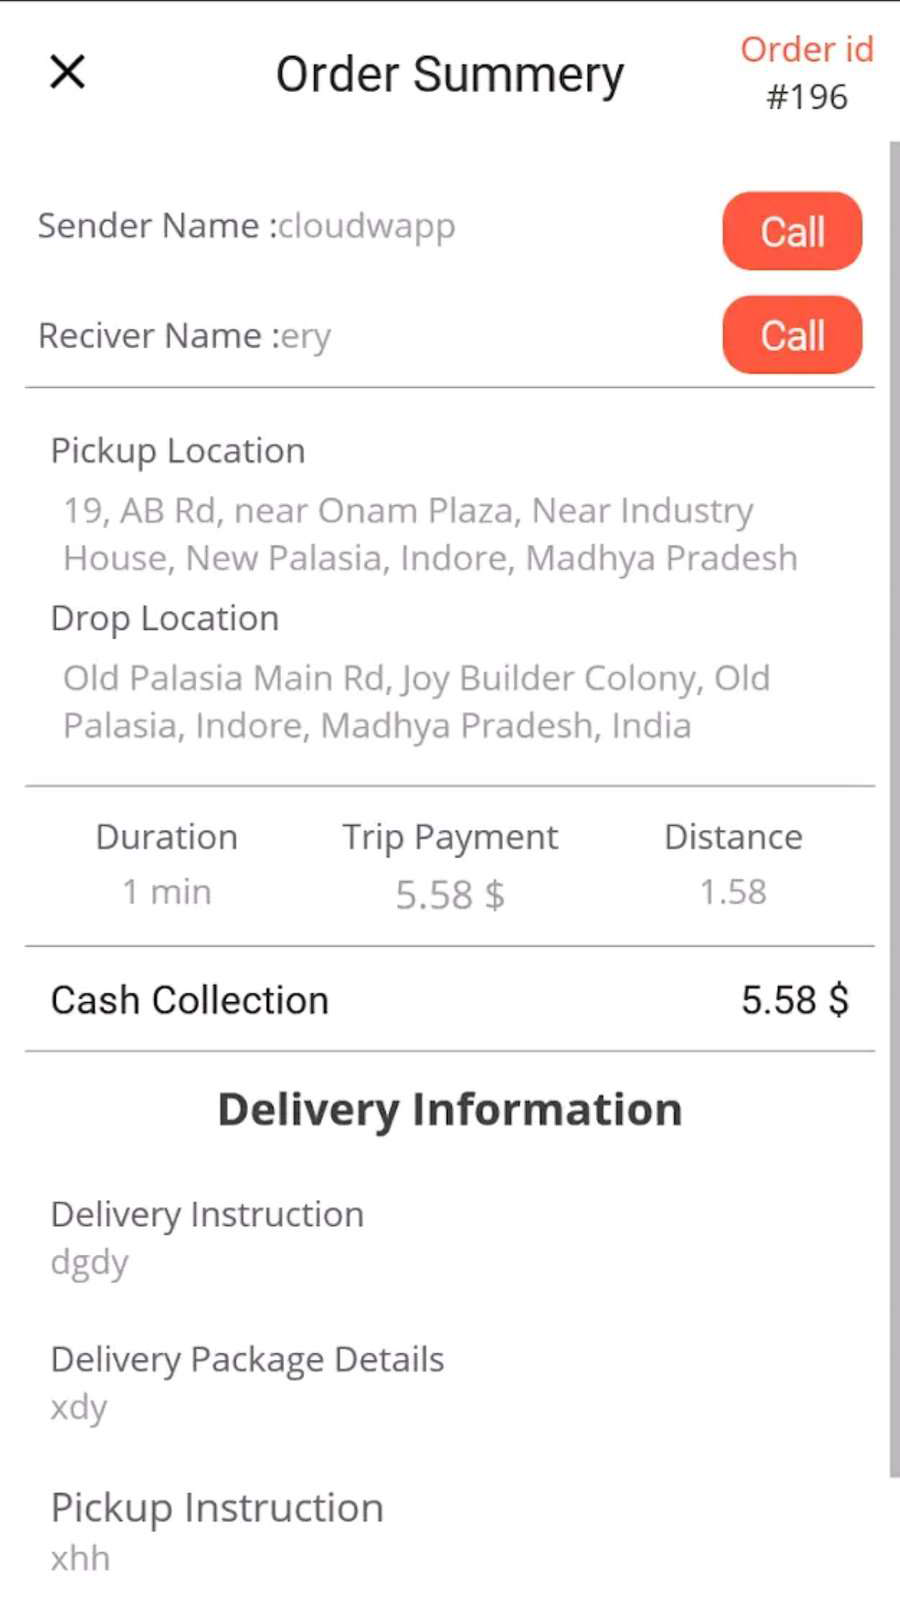 Order Summery
Order id
#196
Sender Name :cloudwapp
Call
Reciver Name :ery
Call
Pickup Location
19, AB Rd, near Onam Plaza, Near Industry
House, New Palasia, Indore, Madhya Pradesh
Drop Location
Old Palasia Main Rd, Joy Builder Colony, Old
Palasia, Indore, Madhya Pradesh, India
Duration Trip Payment Distance
1 min 5.58 $ 1.58
Cash Collection 5.58 $
Delivery Information
Delivery Instruction
dgdy
Delivery Package Details
xdy
Pickup Instruction
xhh